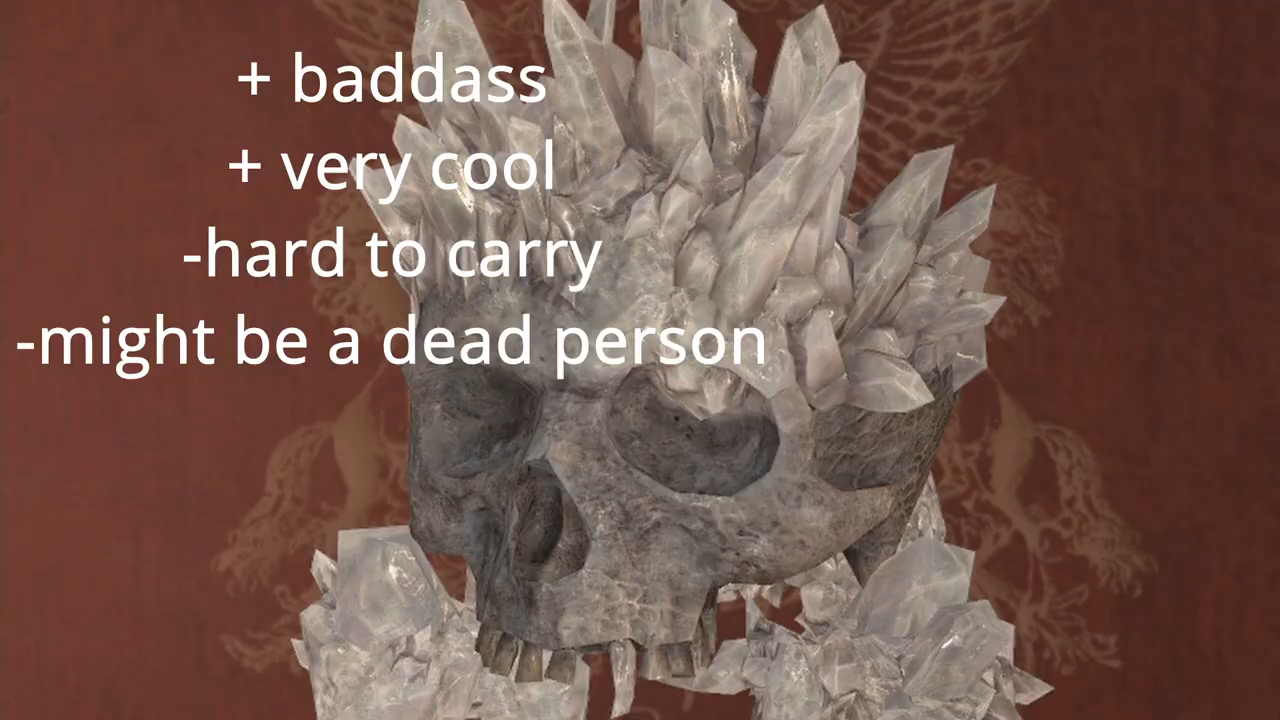 + baddass
+ very cool
-hard to carry
-might be a dead person